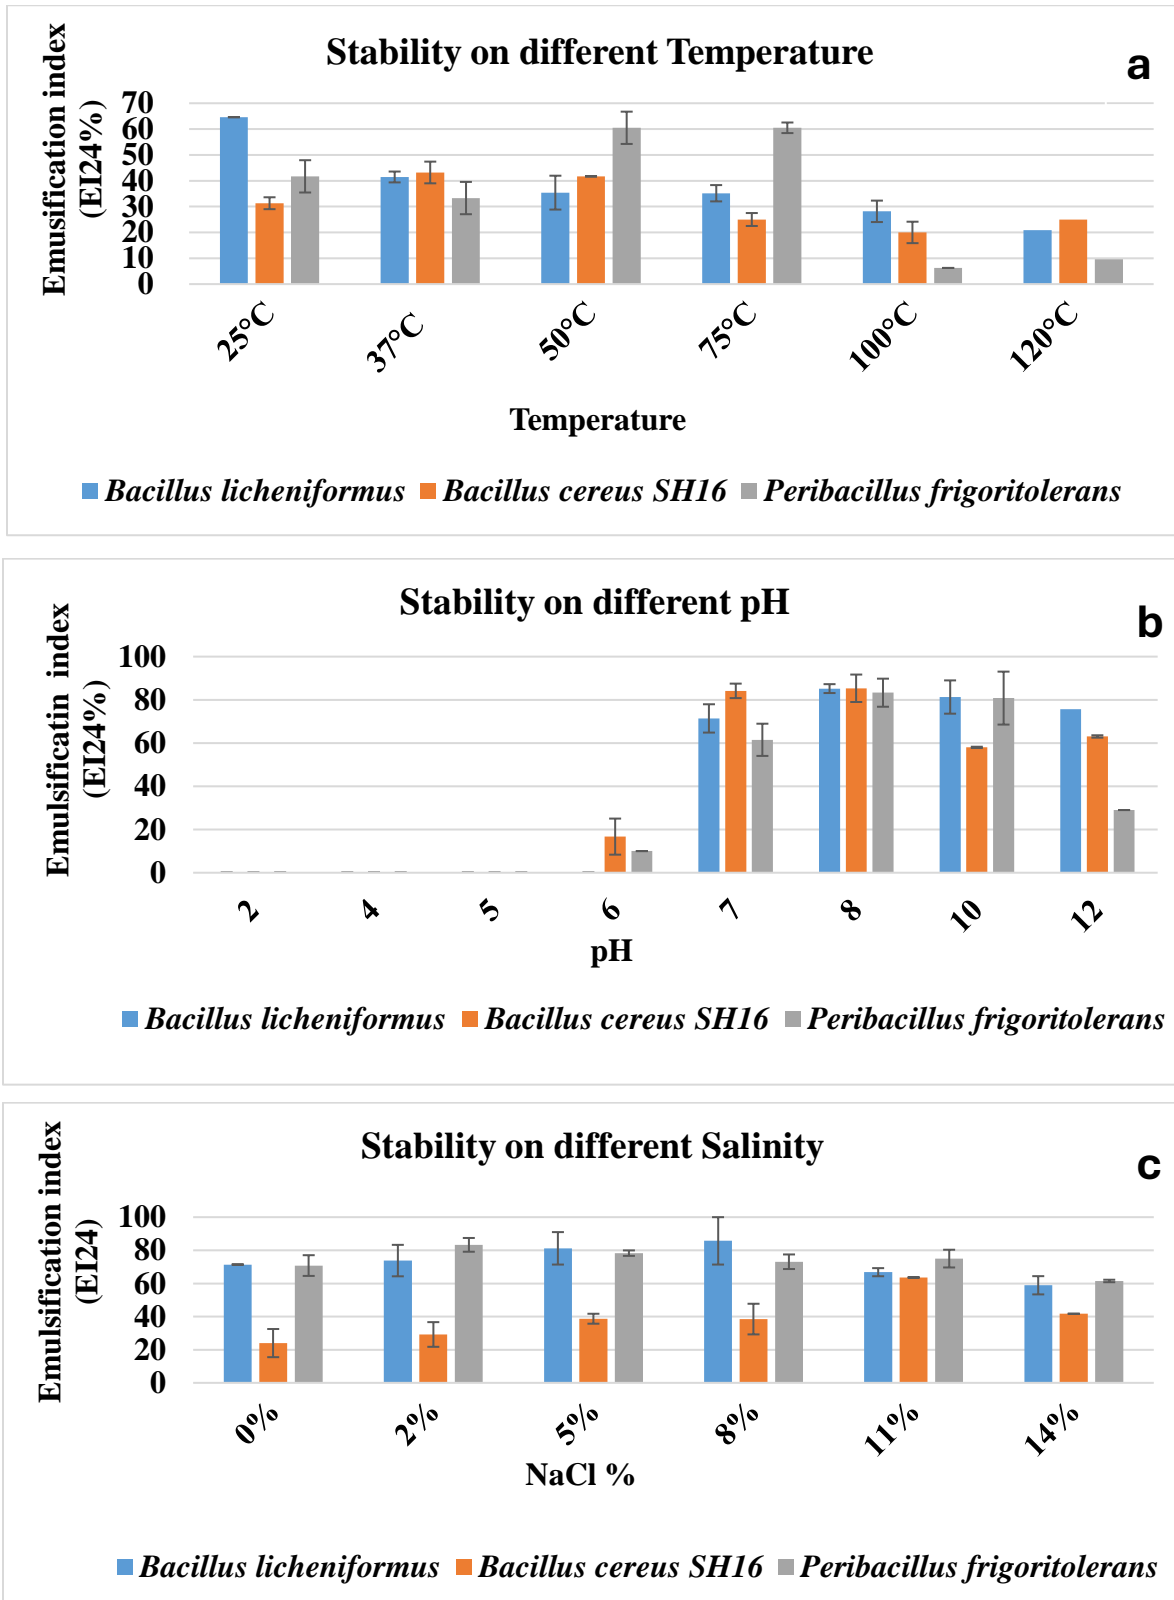 Stability on different Temperature
a
Emusification index
(EI24%)
70
60
50
40
30
20
10
0
25°C
37°C
50°C
75°C
100°C
120°C
Temperature
Bacillus licheniformus Bacillus cereus SH16 Peribacillus frigoritolerans
Stability on different pH
b
Emulsificatin index
(EI24%)
100
80
60
40
20
0
2
4
5
6
7
8
10
12
pH
Bacillus licheniformus Bacillus cereus SH16 Peribacillus frigoritolerans
Stability on different Salinity
c
Emulsification index
(EI24)
100
80
60
40
20
0
0%
2%
5%
8%
11%
14%
NaCl %
Bacillus licheniformus Bacillus cereus SH16 Peribacillus frigoritolerans